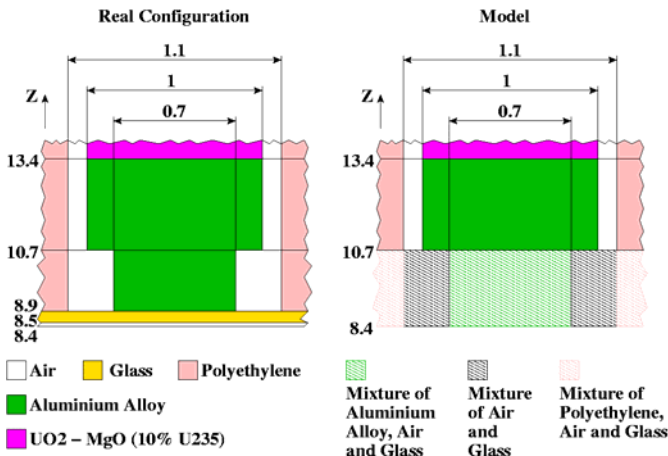 Real Configuration
Model
1.1
1.1
1
1
Z
Z
0.7
0.7
13.4
13.4
10.7
10.7
8.9
8.5
8.4
8.4
Air
Glass
Polyethylene
Aluminium Alloy
UO2 – MgO (10% U235)
Mixture of
Aluminium
Alloy, Air
and Glass
Mixture
of Air
and
Glass
Mixture of
Polyethylene,
Air and Glass